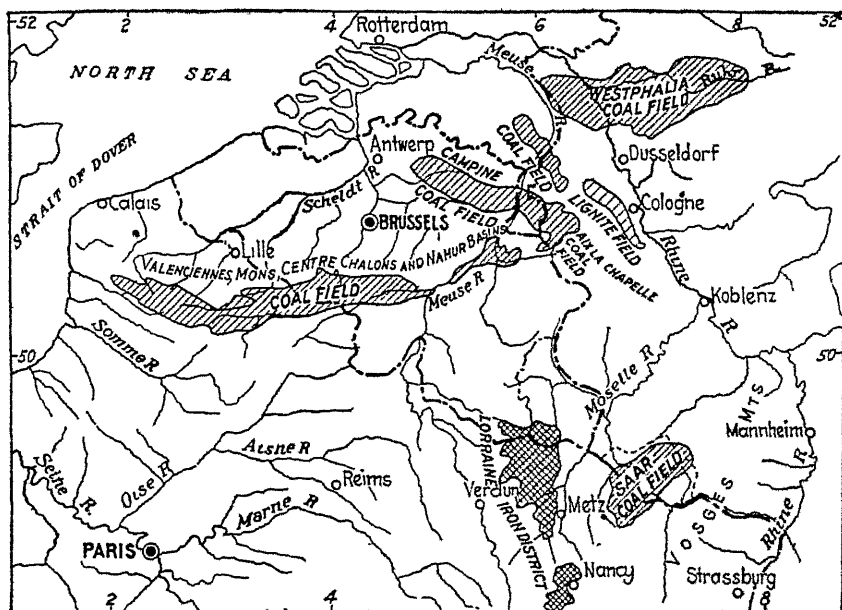 52 2 4 6 8 52
Rotterdam
NORTH SEA
Meuse R
WESTPHALIA
COAL FIELD
Ruhr R.
STRAIT OF DOVER
Antwerp
CAMPINE
COAL FIELD
COAL FIELD
Dusseldorf
Calais
Scheldt R
BRUSSELS
LIGNITE FIELD
Cologne
Lille
VALENCIENNES, MONS, CENTRE CHALONS AND NAHUR BASINS
COAL FIELD
AIX LA CHAPELLE
COAL
FIELD
Rhine R
Meuse R
Koblenz
Somme R
50 50
Moselle R
MTS
Mannheim
Aisne R
Oise R
Seine R.
Reims
Marne R
LORRAINE
IRON DISTRICT
Verdun
Metz
SAAR-
COAL FIELD
VOSGES
Rhine R
PARIS
Nancy
Strassburg
2 4 8